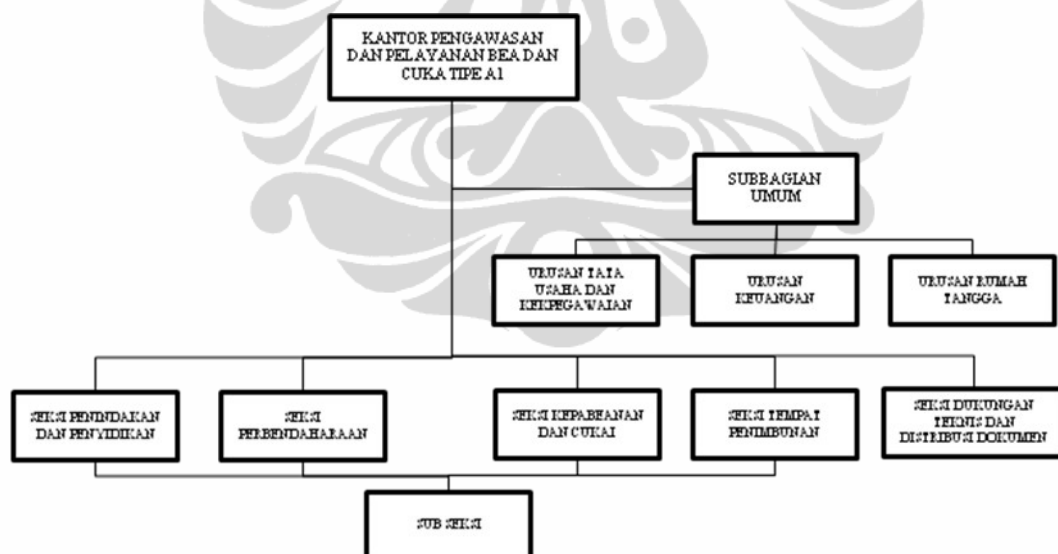 KANTOR PENGAWASAN
DAN PELAYANAN BEA DAN
CUKA TIPE A1
SUBBAGIAN
UMUM
URUSAN TATA
USAHA DAN
KEKPEGAWAIAN
URUSAN
KEUANGAN
URUSAN RUMAH
TANGGA
SEKSI PENINDAKAN
DAN PENYIDIKAN
SEKSI
PERBENDAHARAAN
SEKSI KEPABEANAN
DAN CUKAI
SEKSI TEMPAT
PENIMBUNAN
SEKSI DUKUNGAN
TEKNIS DAN
DISTRIBUSI DOKUMEN
SUB SEKSI